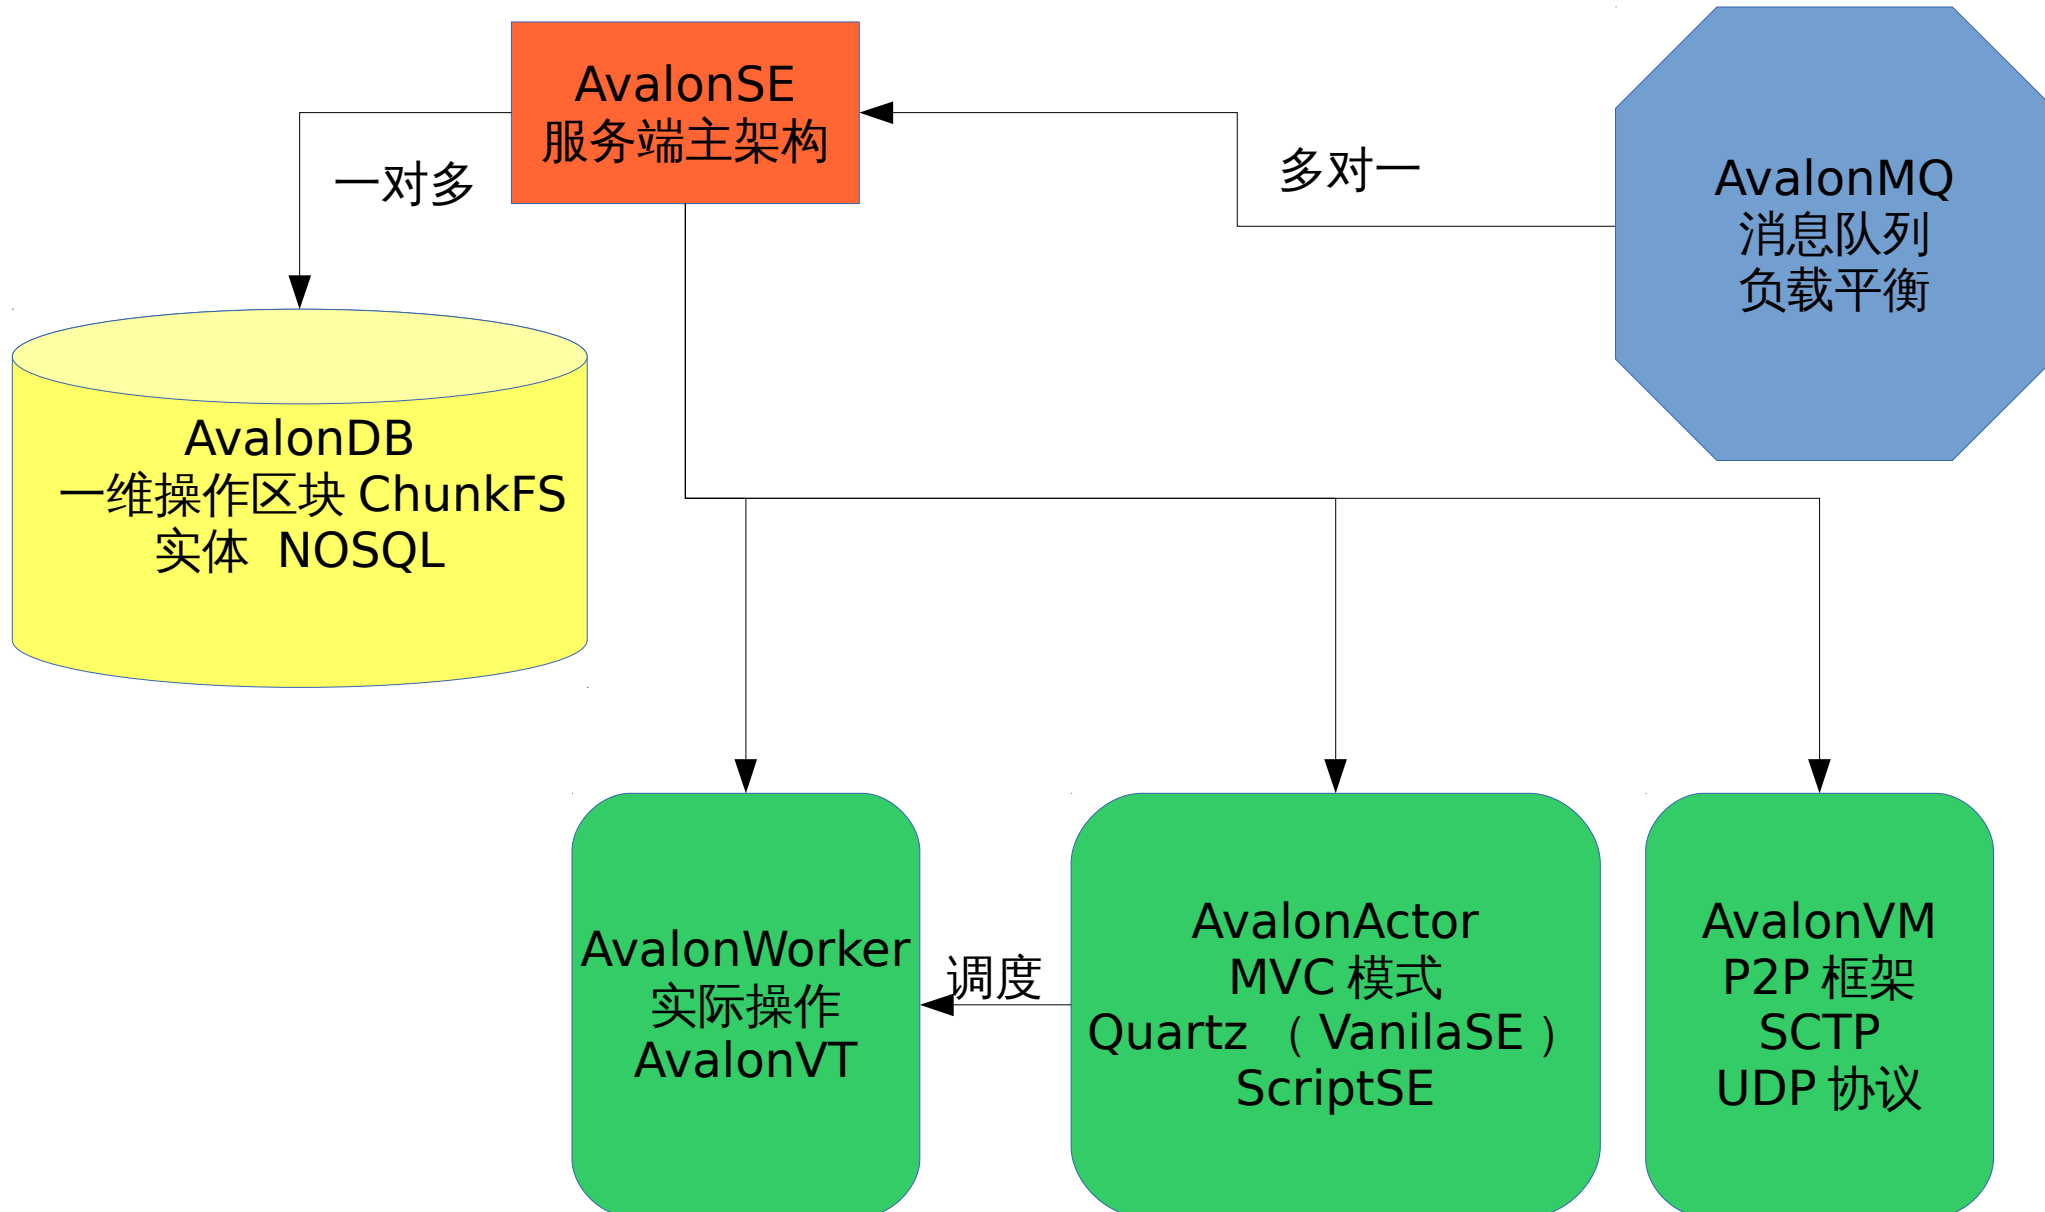 AvalonSE
服务端主架构
一对多
多对一
AvalonMQ
消息队列
负载平衡
AvalonDB
一维操作区块 ChunkFS
实体 NOSQL
AvalonWorker
实际操作
AvalonVT
调度
AvalonActor
MVC 模式
Quartz （ VanilaSE ）
ScriptSE
AvalonVM
P2P 框架
SCTP
UDP 协议